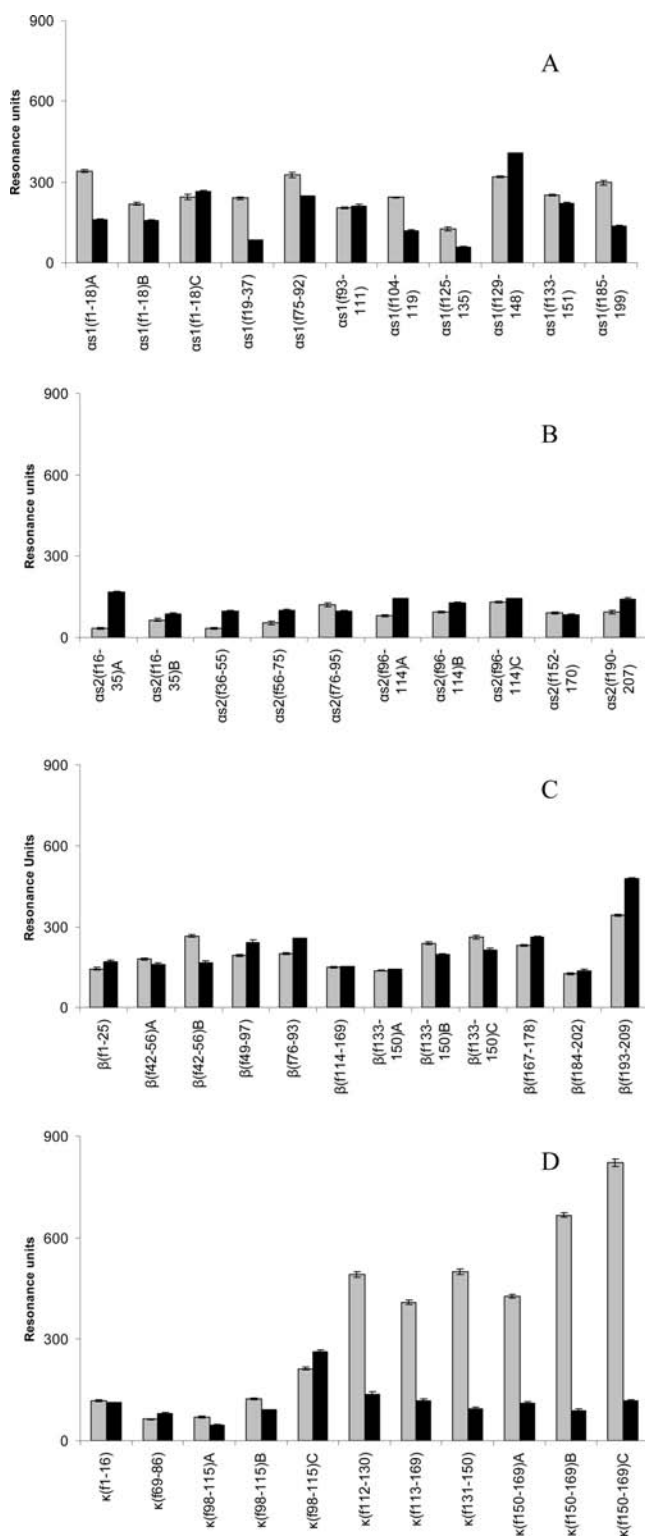 A
Resonance units
900
600
300
0
αs1(f1-18)A
αs1(f1-18)B
αs1(f1-18)C
αs1(f19-37)
αs1(f75-92)
αs1(f93-
111)
αs1(f104-
119)
αs1(f125-
135)
αs1(f129-
148)
αs1(f133-
151)
αs1(f185-
199)
B
Resonance units
900
600
300
0
αs2(f16-
35)A
αs2(f16-
35)B
αs2(f36-55)
αs2(f56-75)
αs2(f76-95)
αs2(f96-
114)A
αs2(f96-
114)B
αs2(f96-
114)C
αs2(f152-
170)
αs2(f190-
207)
C
Resonance Units
900
600
300
0
β(f1-25)
β(f42-56)A
β(f42-56)B
β(f49-97)
β(f76-93)
β(f114-169)
β(f133-
150)A
β(f133-
150)B
β(f133-
150)C
β(f167-178)
β(f184-202)
β(f193-209)
D
Resonance units
900
600
300
0
κ(f1-16)
κ(f69-86)
κ(f98-115)A
κ(f98-115)B
κ(f98-115)C
κ(f112-130)
κ(f113-169)
κ(f131-150)
κ(f150-169)A
κ(f150-169)B
κ(f150-169)C